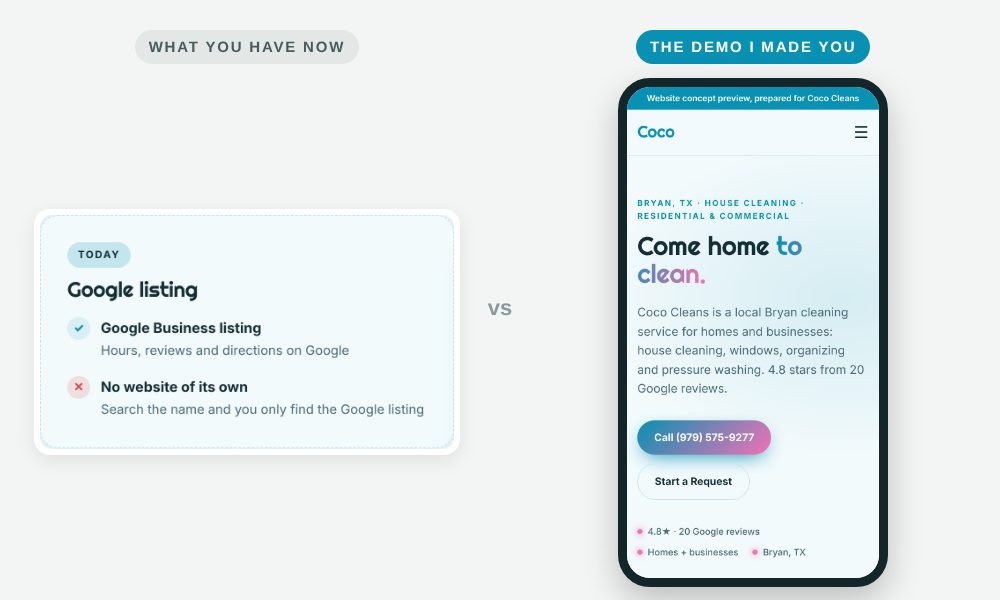 WHAT YOU HAVE NOW
TODAY
Google listing
Google Business listing
Hours, reviews and directions on Google
No website of its own
Search the name and you only find the Google listing
vs
THE DEMO I MADE YOU
Website concept preview, prepared for Coco Cleans
Coco
BRYAN, TX · HOUSE CLEANING ·
RESIDENTIAL & COMMERCIAL
Come home to
clean.
Coco Cleans is a local Bryan cleaning
service for homes and businesses:
house cleaning, windows, organizing
and pressure washing. 4.8 stars from 20
Google reviews.
Call (979) 575-9277
Start a Request
4.8★ · 20 Google reviews
Homes + businesses
Bryan, TX